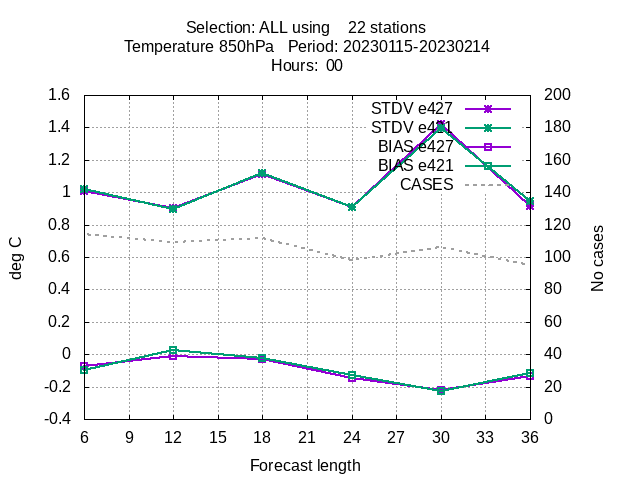 Selection: ALL using    22 stations
Temperature 850hPa   Period: 20230115-20230214
Hours:  00
1.6
1.4
1.2
1
0.8
0.6
0.4
0.2
0
-0.2
-0.4
deg C
STDV e427
STDV e421
BIAS e427
BIAS e421
CASES
200
180
160
140
120
100
80
60
40
20
0
No cases
6 9 12 15 18 21 24 27 30 33 36
Forecast length